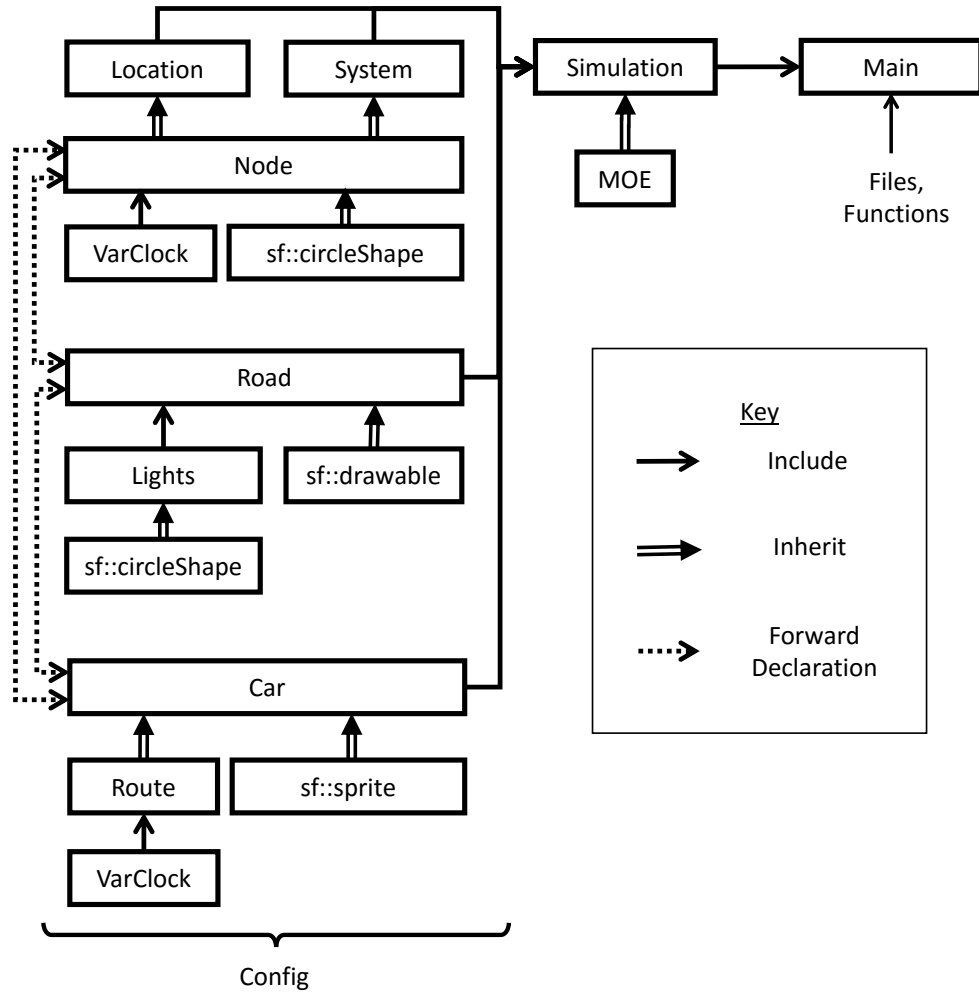 Location
System
Simulation
Main
Node
MOE
Files,
Functions
VarClock
sf::circleShape
Road
Key
Include
Lights
sf::drawable
Inherit
sf::circleShape
Forward
Declaration
Car
Route
sf::sprite
VarClock
Config